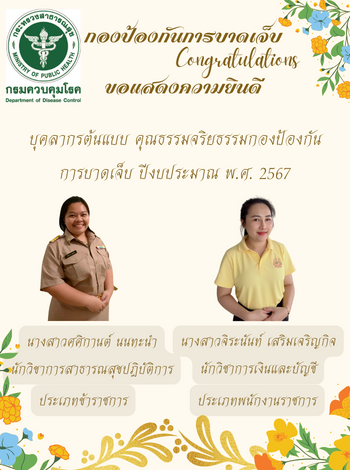 กระทรวงสาธารณสุข
MINISTRY OF PUBLIC HEALTH
กรมควบคุมโรค
Department of Disease Control
กองป้องกันการบาดเจ็บ
Congratulations
ขอแสดงความยินดี
บุคลากรต้นแบบ คุณธรรมจริยธรรมกองป้องกัน
การบาดเจ็บ ปีงบประมาณ พ.ศ. 2567
นางสาวศศิกานต์ นนทะนำ
นักวิชาการสาธารณสุขปฏิบัติการ
ประเภทข้าราชการ
นางสาวจิระนันท์ เสริมเจริญกิจ
นักวิชาการเงินและบัญชี
ประเภทพนักงานราชการ